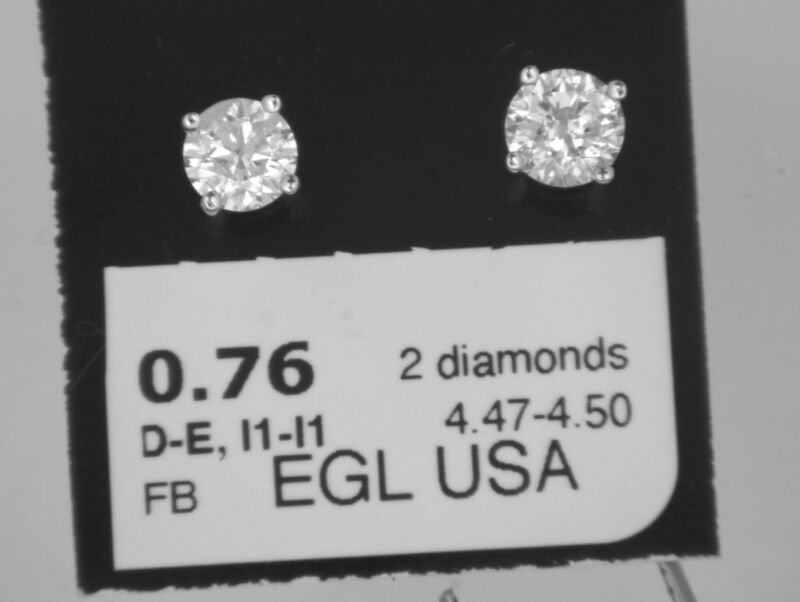 0.76 2 diamonds
D-E, I1-I1 4.47-4.50
FB EGL USA